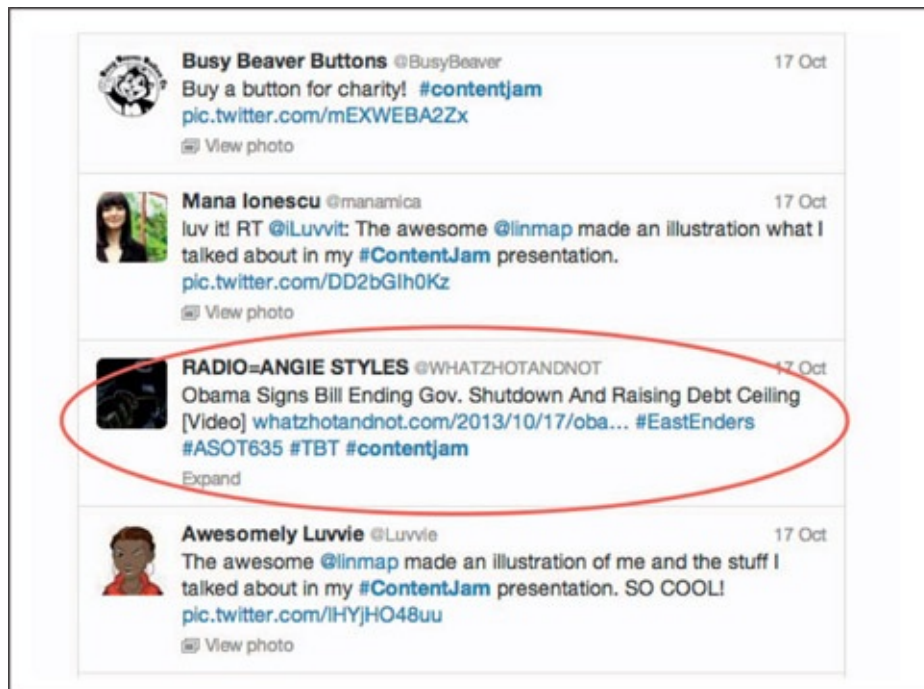 Busy Beaver Buttons @BusyBeaver 17 Oct
Buy a button for charity! #contentjam
pic.twitter.com/mEXWEBA2Zx
View photo
Mana Ionescu @manamica 17 Oct
luv it! RT @iLuvvit: The awesome @linmap made an illustration what I
talked about in my #ContentJam presentation.
pic.twitter.com/DD2bGIh0Kz
View photo
RADIO=ANGIE STYLES @WHATZHOTANDNOT 17 Oct
Obama Signs Bill Ending Gov. Shutdown And Raising Debt Ceiling
[Video] whatzhotandnot.com/2013/10/17/oba... #EastEnders
#ASOT635 #TBT #contentjam
Expand
Awesomely Luvvie @Luvvie 17 Oct
The awesome @linmap made an illustration of me and the stuff I
talked about in my #ContentJam presentation. SO COOL!
pic.twitter.com/lHYjHO48uu
View photo